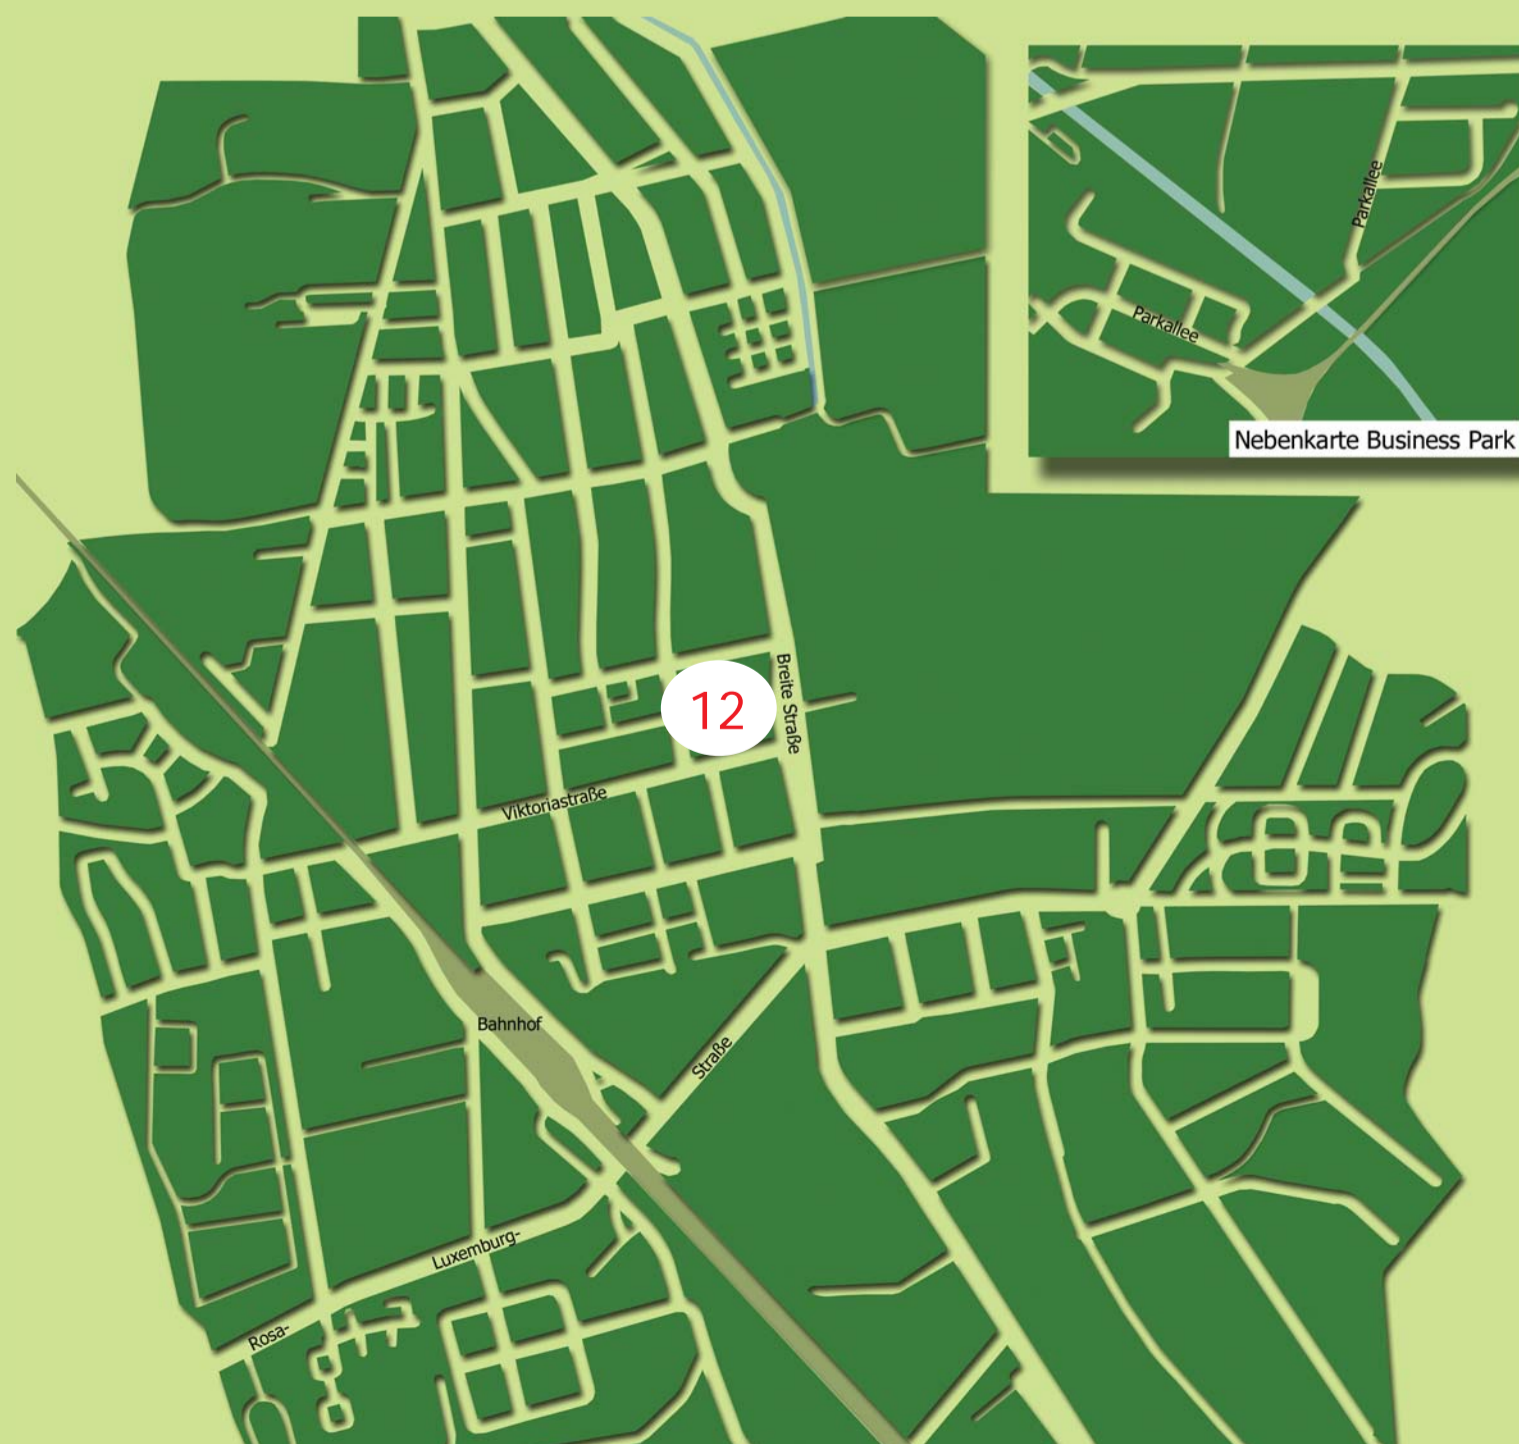 Parkallee
Parkallee
Nebenkarte Business Park
Breite Straße
12
Viktoriastraße
Bahnhof
Straße
Luxemburg-
Rosa-